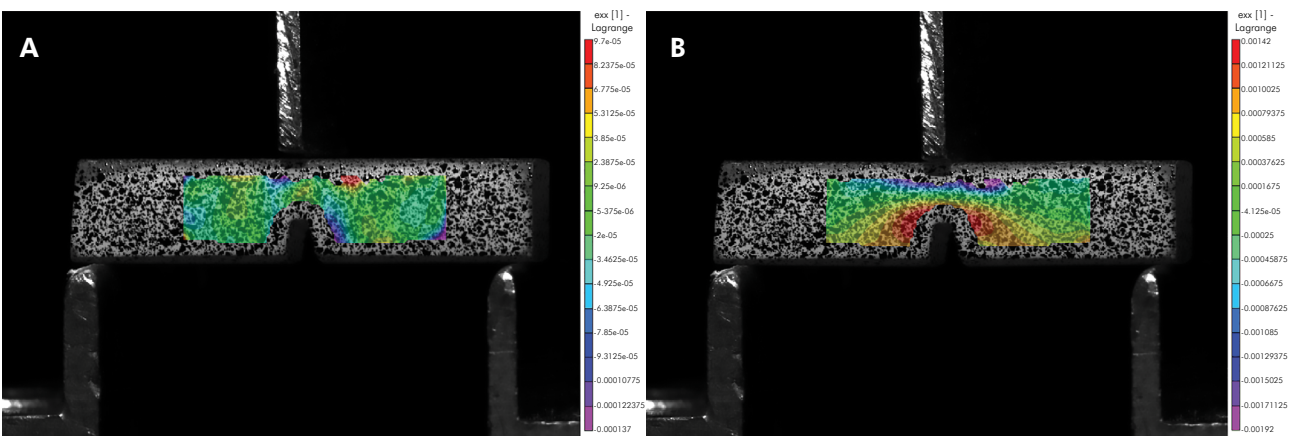 A
exx [1] -
Lagrange
9.7e-05
8.2375e-05
6.775e-05
5.3125e-05
3.85e-05
2.3875e-05
9.25e-06
-5.375e-06
-2e-05
-3.4625e-05
-4.925e-05
-6.3875e-05
-7.85e-05
-9.3125e-05
-0.00010775
-0.000122375
-0.000137
B
exx [1] -
Lagrange
0.00142
0.00121125
0.0010025
0.00079375
0.000585
0.00037625
0.0001675
-4.125e-05
-0.00025
-0.00045875
-0.0006675
-0.00087625
-0.001085
-0.00129375
-0.0015025
-0.00171125
-0.00192